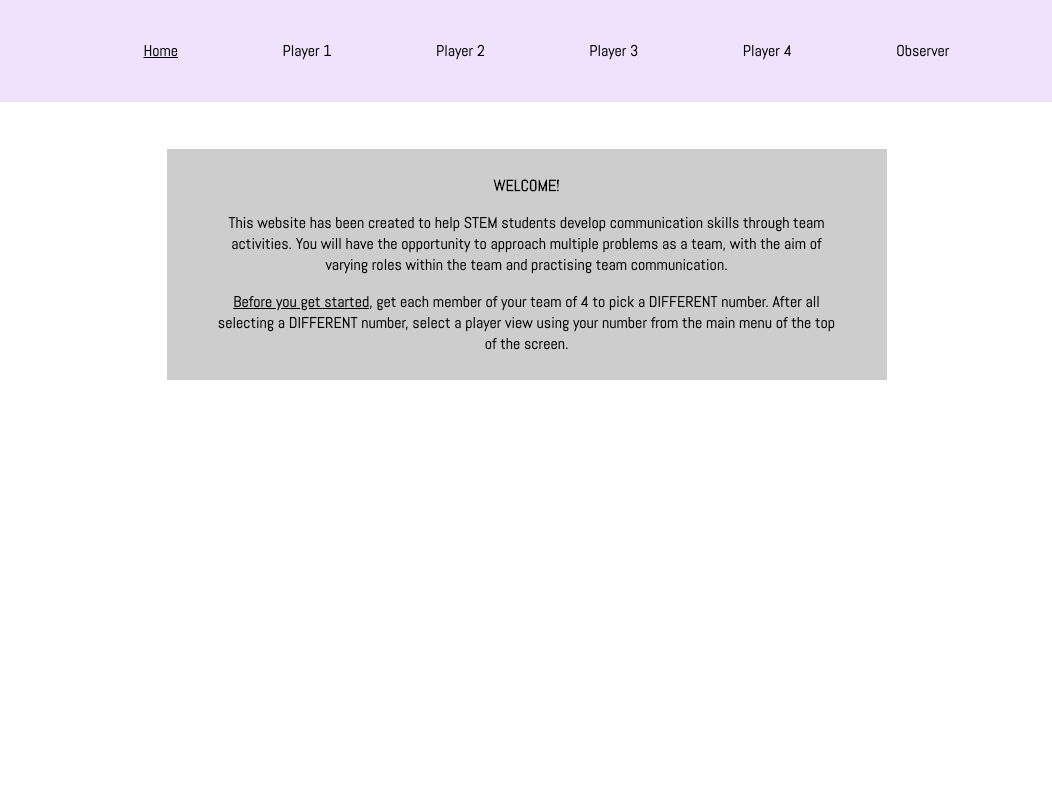 Home Player 1 Player 2 Player 3 Player 4 Observer
WELCOME!
This website has been created to help STEM students develop communication skills through team
activities. You will have the opportunity to approach multiple problems as a team, with the aim of
varying roles within the team and practising team communication.
Before you get started, get each member of your team of 4 to pick a DIFFERENT number. After all
selecting a DIFFERENT number, select a player view using your number from the main menu of the top
of the screen.